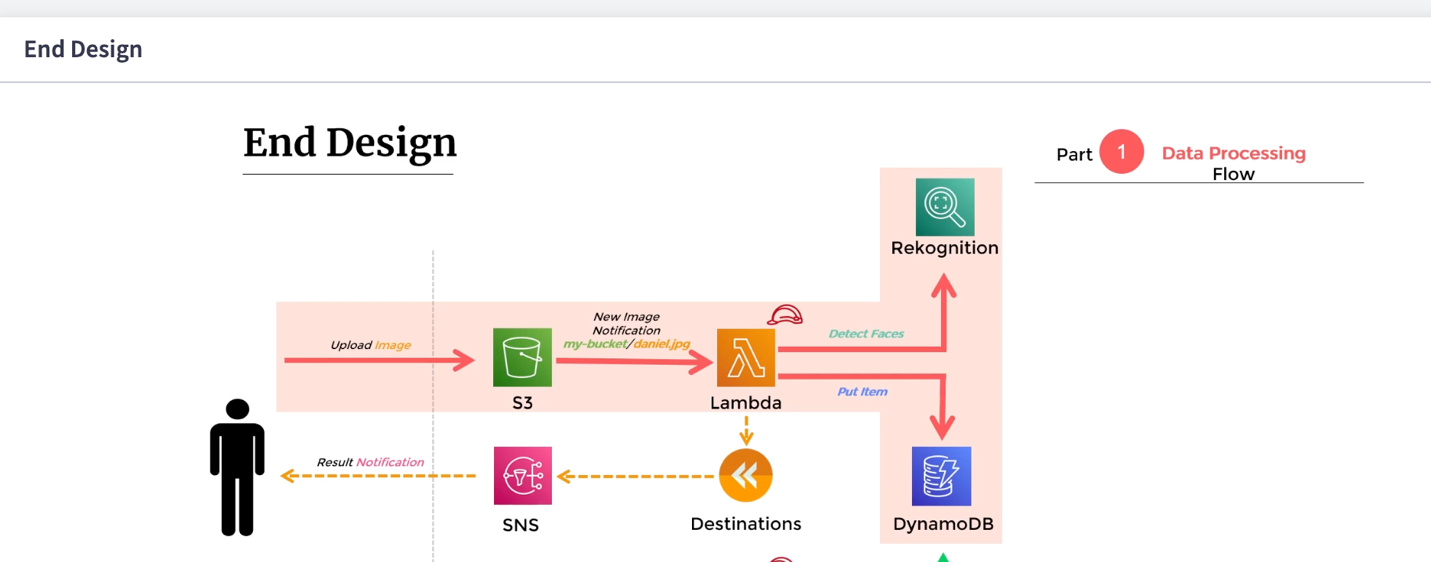 End Design
End Design
Part 1 Data Processing
Flow
Rekognition
New Image
Notification
my-bucket/daniel.jpg
Upload Image
Detect Faces
Put Item
S3
Lambda
Result Notification
SNS
Destinations
DynamoDB